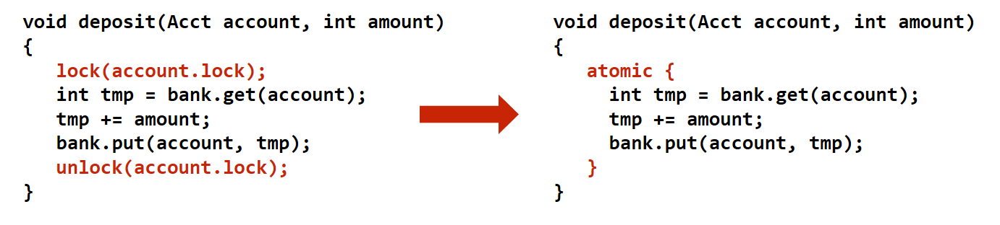 void deposit(Acct account, int amount)
{
   lock(account.lock);
   int tmp = bank.get(account);
   tmp += amount;
   bank.put(account, tmp);
   unlock(account.lock);
}
void deposit(Acct account, int amount)
{
   atomic {
     int tmp = bank.get(account);
     tmp += amount;
     bank.put(account, tmp);
   }
}